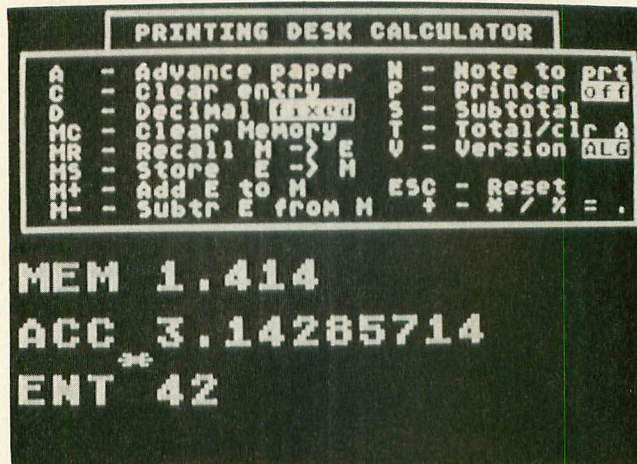 PRINTING DESK CALCULATOR
A - Advance paper N - Note to prt
C - Clear entry P - Printer off
D - Decimal fixed S - Subtotal
MC - Clear Memory T - Total/clr A
MR - Recall M -> E V - Version ALG
MS - Store E -> M
M+ - Add E to M ESC - Reset
M- - Subtr E from M + - * / % = .
MEM 1.414
ACC 3.14285714
*
ENT 42